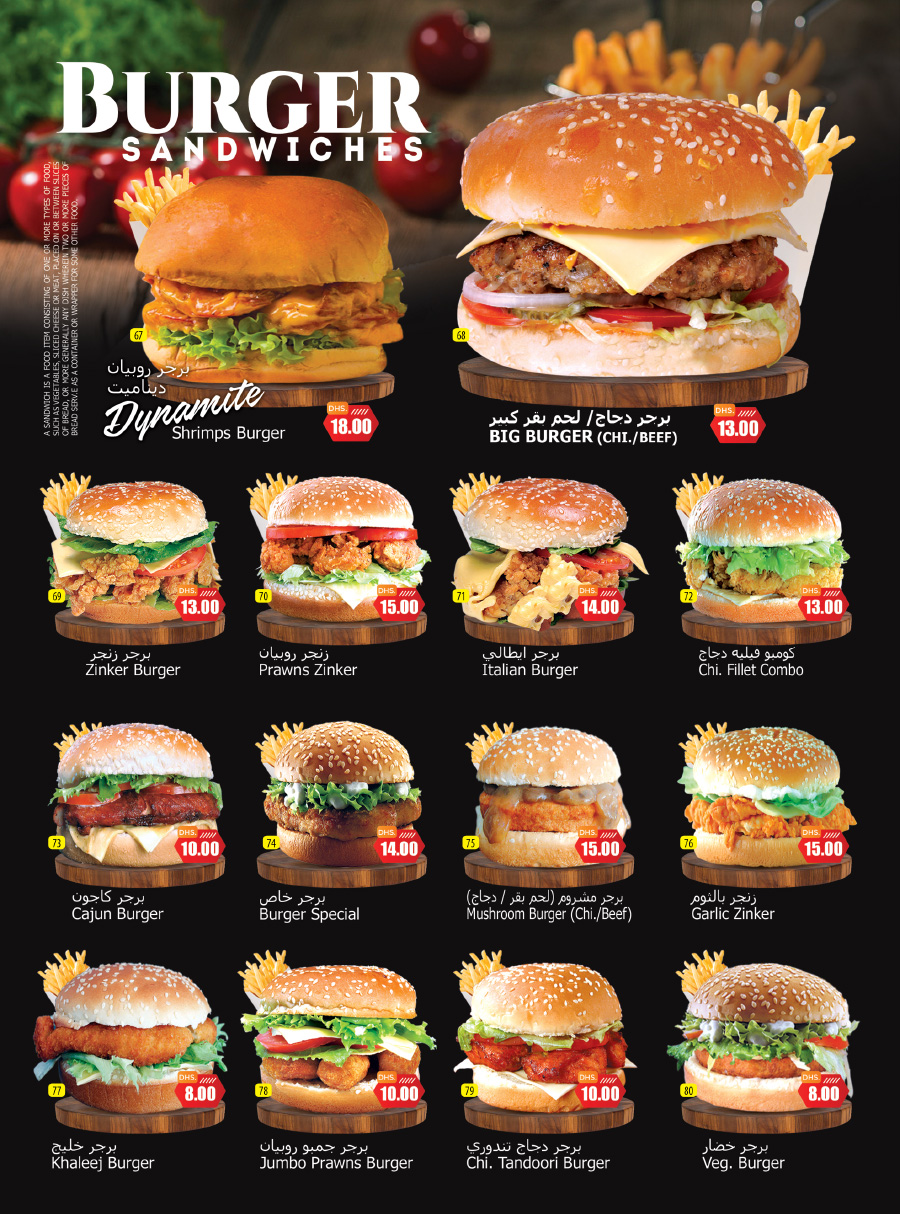 BURGER
SANDWICHES
A SANDWICH IS A FOOD ITEM CONSISTING OF ONE OR MORE TYPES OF FOOD,
SUCH AS VEGETABLES, SLICED CHEESE OR MEAT, PLACED ON OR BETWEEN SLICES
OF BREAD, OR MORE GENERALLY ANY DISH WHEREIN TWO OR MORE PIECES OF
BREAD SERVE AS A CONTAINER OR WRAPPER FOR SOME OTHER FOOD.
67
برجر روبيان
ديناميت
Dynamite
Shrimps Burger
DHS.
18.00
68
برجر دجاج/ لحم بقر كبير
BIG BURGER (CHI./BEEF)
DHS.
13.00
69
DHS.
13.00
برجر زنجر
Zinker Burger
70
DHS.
15.00
زنجر روبيان
Prawns Zinker
71
DHS.
14.00
برجر ايطالي
Italian Burger
72
DHS.
13.00
كومبو فيليه دجاج
Chi. Fillet Combo
73
DHS.
10.00
برجر كاجون
Cajun Burger
74
DHS.
14.00
برجر خاص
Burger Special
75
DHS.
15.00
برجر مشروم (لحم بقر / دجاج)
Mushroom Burger (Chi./Beef)
76
DHS.
15.00
زنجر بالثوم
Garlic Zinker
77
DHS.
8.00
برجر خليج
Khaleej Burger
78
DHS.
10.00
برجر جمبو روبيان
Jumbo Prawns Burger
79
DHS.
10.00
برجر دجاج تندوري
Chi. Tandoori Burger
80
DHS.
8.00
برجر خضار
Veg. Burger